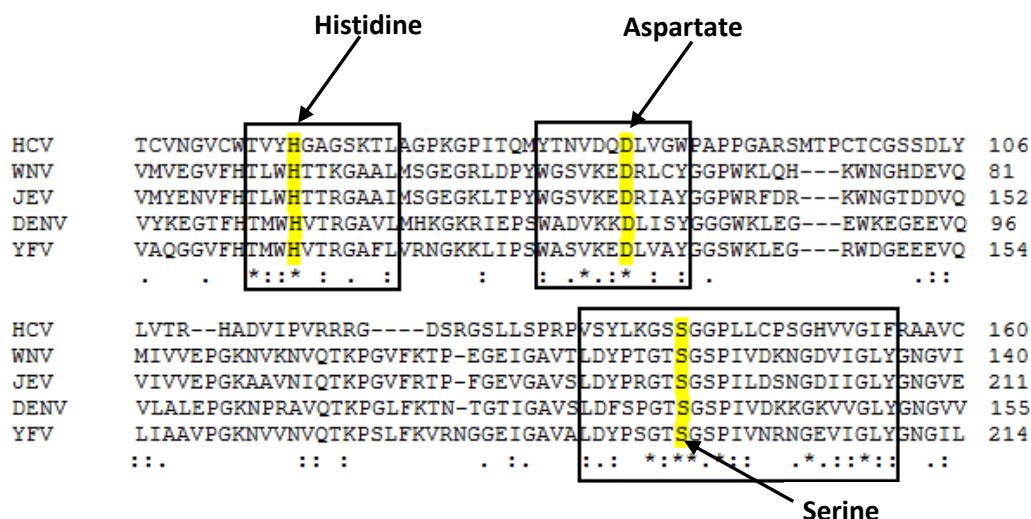 Histidine Aspartate
HCV TCVNGVCWTVYHGAGSKTLAGPKGPITQMYTNVDQDLVGWPAPPGARSMTPCTCGSSDLY 106
WNV VMVEGVFHTLWHTTKGAALMSGEGRLDPYWGSVKEDRLCYGGPWKLQH---KWNGHDEVQ 81
JEV VMYENVFHTLWHTTRGAAIMSGEGKLTPYWGSVKEDRIAYGGPWRFDR---KWNGTDDVQ 152
DENV VYKEGTFHTMWHVTRGAVLMHKGKRIEPSWADVKKDLISYGGGWKLEG---EWKEGEEVQ 96
YFV VAQGGVFHTMWHVTRGAFLVRNGKKLIPSWASVKEDLVAYGGSWKLEG---RWDGEEEVQ 154
. . *::* : . : : : .*.:* : : . .::
HCV LVTR--HADVIPVRRRG----DSRGSLLSPRPVSYLKGSSGGPLLCPSGHVVGIFRAAVC 160
WNV MIVVEPGKNVKNVQTKPGVFKTP-EGEIGAVTLDYPTGTSGSPIVDKNGDVIGLYGNGVI 140
JEV VIVVEPGKAAVNIQTKPGVFRTP-FGEVGAVSLDYPRGTSGSPILDSNGDIIGLYGNGVE 211
DENV VLALEPGKNPRAVQTKPGLFKTN-TGTIGAVSLDFSPGTSGSPIVDKKGKVVGLYGNGVV 155
YFV LIAAVPGKNVVNVQTKPSLFKVRNGGEIGAVALDYPSGTSGSPIVNRNGEVIGLYGNGIL 214
::. :: : . :. :.: *:**.*:: .*.::*:: .:
Serine